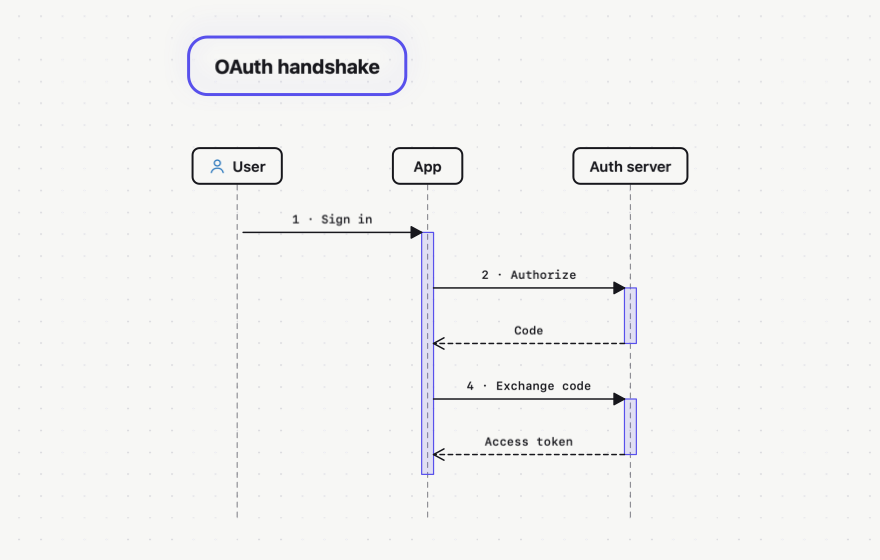 OAuth handshake
User
App
Auth server
1 · Sign in
2 · Authorize
Code
4 · Exchange code
Access token